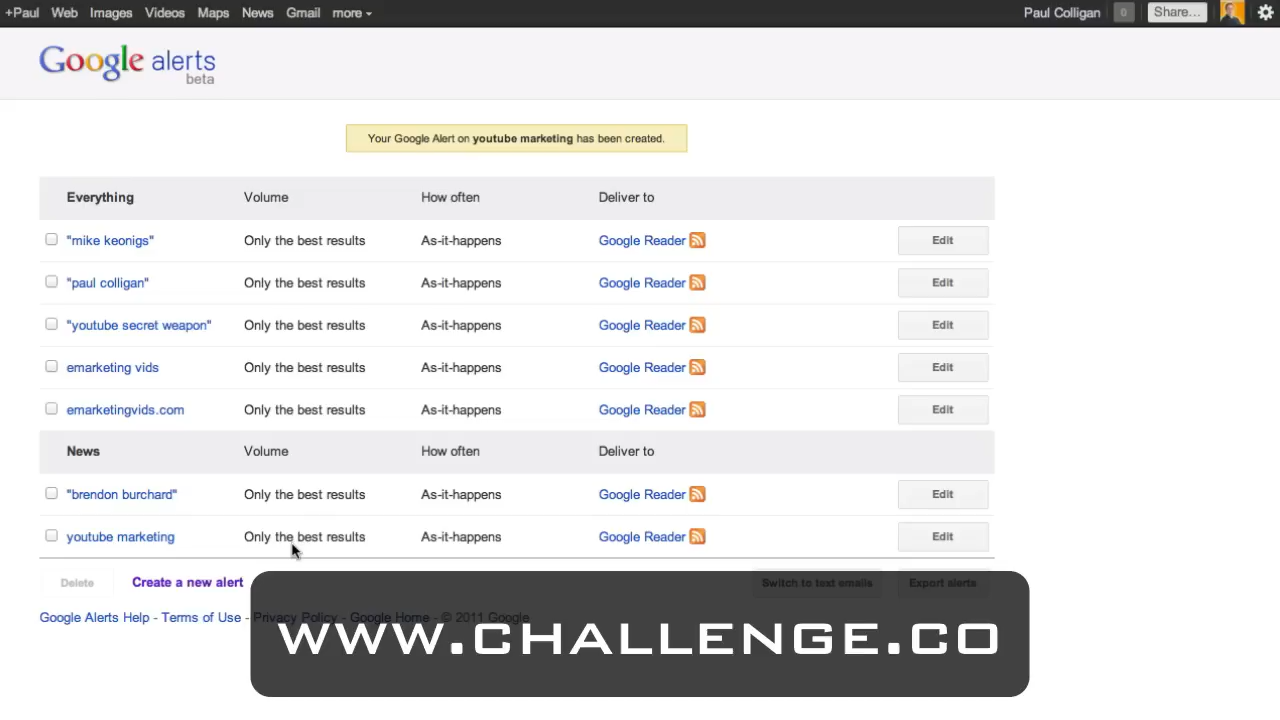 +Paul Web Images Videos Maps News Gmail more Paul Colligan 0 Share...
Google alerts
beta
Your Google Alert on youtube marketing has been created.
Everything Volume How often Deliver to
"mike keonigs" Only the best results As-it-happens Google Reader Edit
"paul colligan" Only the best results As-it-happens Google Reader Edit
"youtube secret weapon" Only the best results As-it-happens Google Reader Edit
emarketing vids Only the best results As-it-happens Google Reader Edit
emarketingvids.com Only the best results As-it-happens Google Reader Edit
News Volume How often Deliver to
"brendon burchard" Only the best results As-it-happens Google Reader Edit
youtube marketing Only the best results As-it-happens Google Reader Edit
Delete Create a new alert Switch to text emails Export alerts
Google Alerts Help - Terms of Use - Privacy Policy - Google Home - © 2011 Google
WWW.CHALLENGE.CO